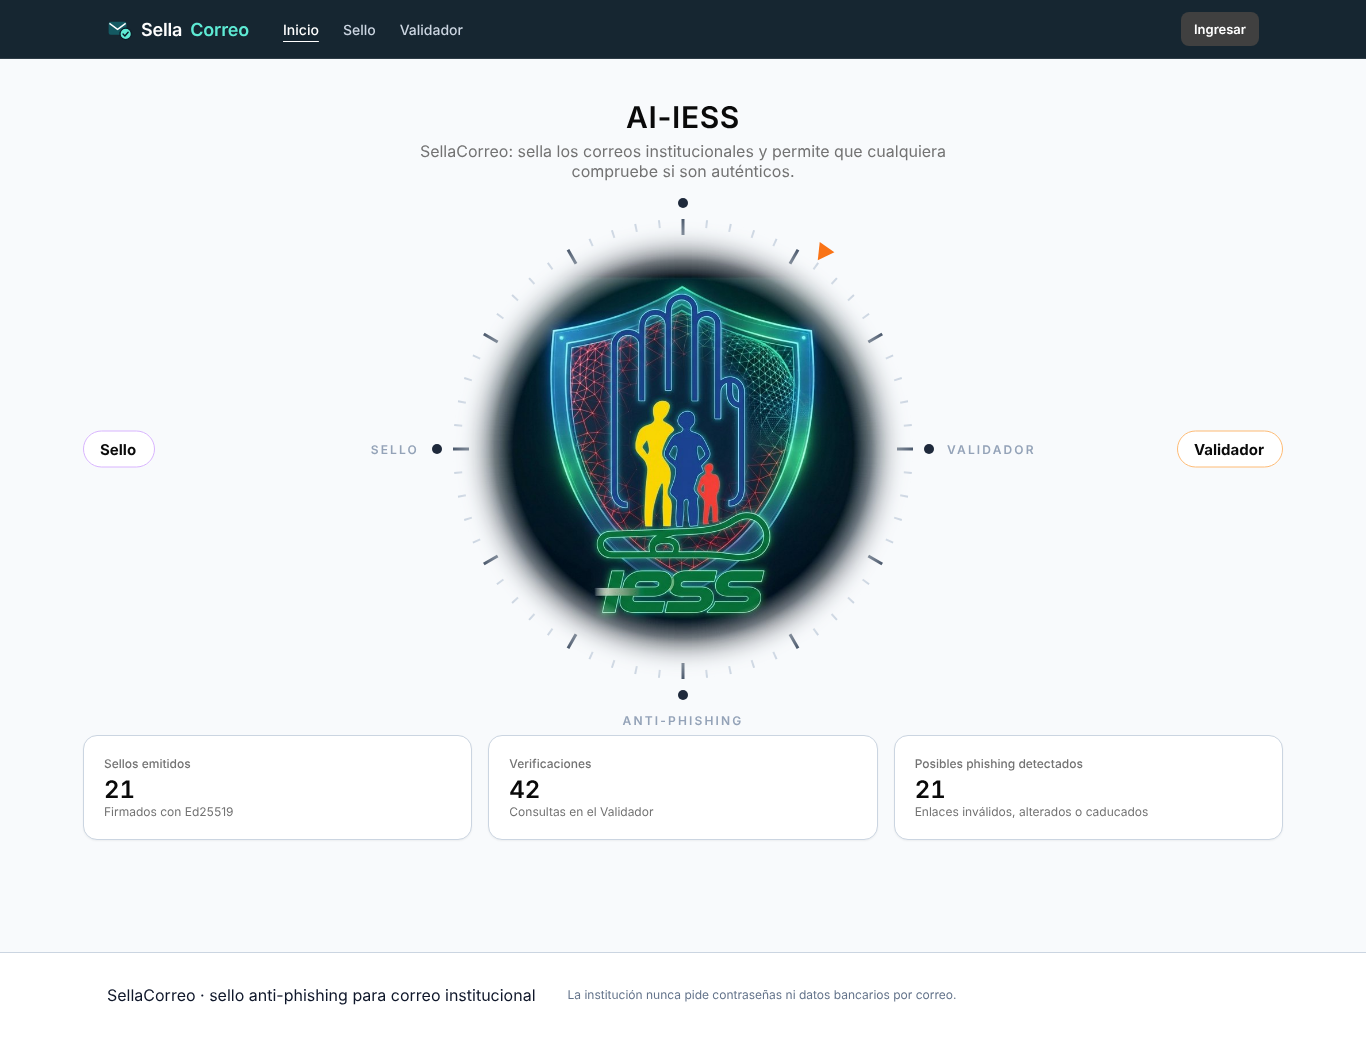 Sella Correo
Inicio
Sello
Validador
Ingresar
AI-IESS
SellaCorreo: sella los correos institucionales y permite que cualquiera
compruebe si son auténticos.
Sello
SELLO
VALIDADOR
Validador
IESS
ANTI-PHISHING
Sellos emitidos
21
Firmados con Ed25519
Verificaciones
42
Consultas en el Validador
Posibles phishing detectados
21
Enlaces inválidos, alterados o caducados
SellaCorreo · sello anti-phishing para correo institucional
La institución nunca pide contraseñas ni datos bancarios por correo.